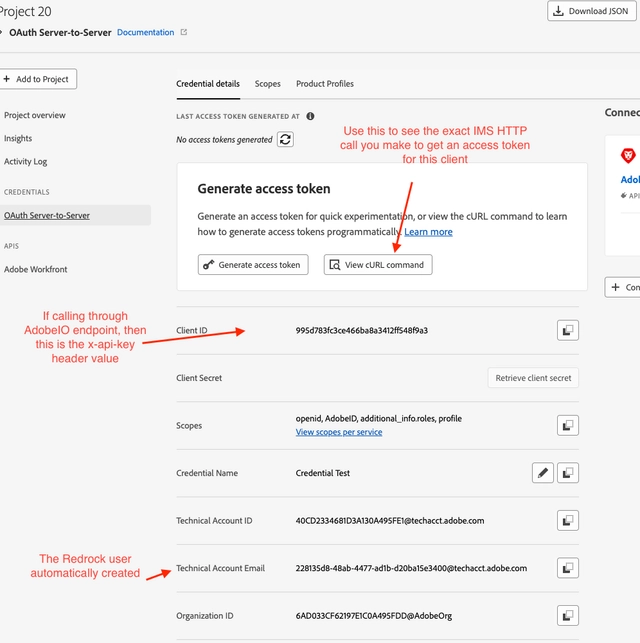 Project 20
Download JSON
OAuth Server-to-Server Documentation
+ Add to Project
Credential details Scopes Product Profiles
Project overview
Insights
Activity Log
CREDENTIALS
OAuth Server-to-Server
APIS
Adobe Workfront
LAST ACCESS TOKEN GENERATED AT
No access tokens generated
Use this to see the exact IMS HTTP
call you make to get an access token
for this client
Generate access token
Generate an access token for quick experimentation, or view the cURL command to learn
how to generate access tokens programmatically. Learn more
Generate access token View cURL command
If calling through
AdobeIO endpoint, then
this is the x-api-key
header value
Client ID 995d783fc3ce466ba8a3412ff548f9a3
Client Secret Retrieve client secret
Scopes openid, AdobeID, additional_info.roles, profile
View scopes per service
Credential Name Credential Test
Technical Account ID 40CD2334681D3A130A495FE1@techacct.adobe.com
The Redrock user
automatically created
Technical Account Email 228135d8-48ab-4477-ad1b-d20ba15e3400@techacct.adobe.com
Organization ID 6AD033CF62197E1C0A495FDD@AdobeOrg
Connec
Adol
API
+ Con